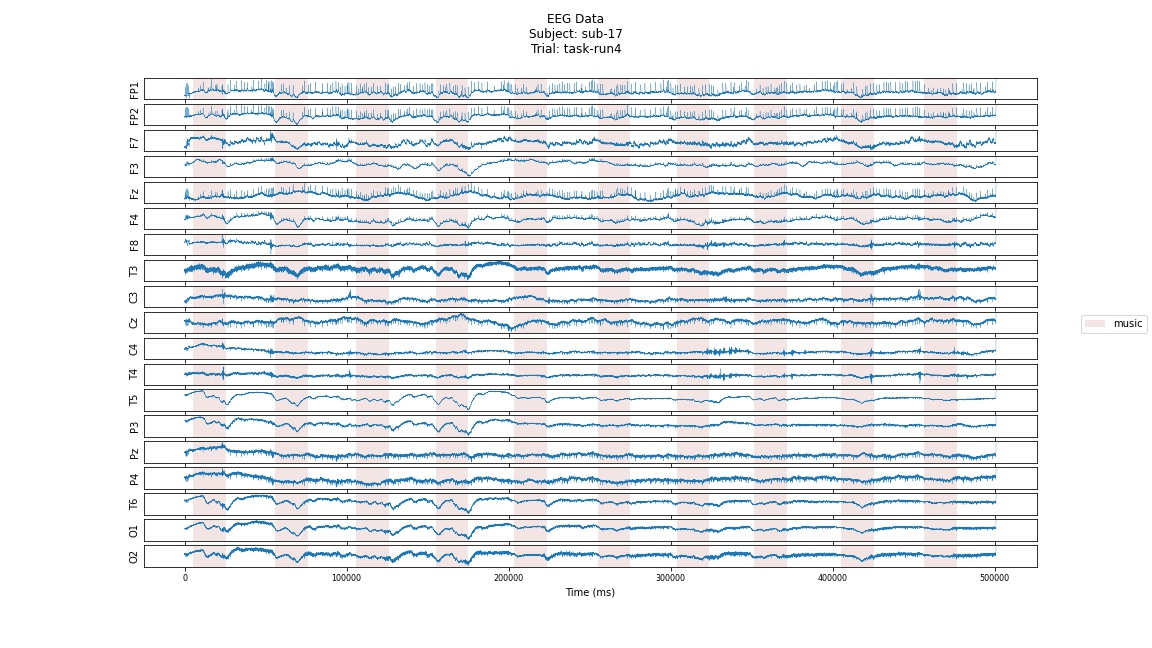 EEG Data
Subject: sub-17
Trial: task-run4
FP1
FP2
F7
F3
Fz
F4
F8
T3
C3
Cz
C4
T4
T5
P3
Pz
P4
T6
O1
O2
music
0 100000 200000 300000 400000 500000
Time (ms)